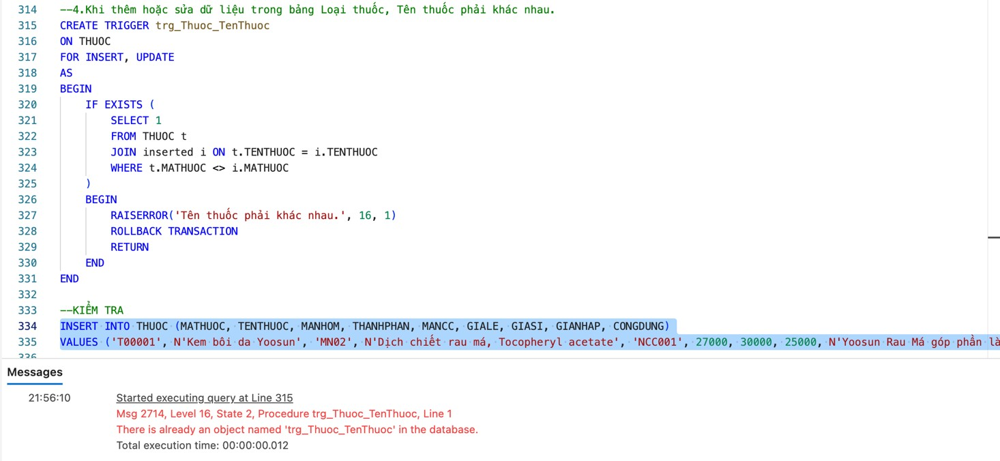 314 --4.Khi thêm hoặc sửa dữ liệu trong bảng Loại thuốc, Tên thuốc phải khác nhau.
315 CREATE TRIGGER trg_Thuoc_TenThuoc
316 ON THUOC
317 FOR INSERT, UPDATE
318 AS
319 BEGIN
320 IF EXISTS (
321 SELECT 1
322 FROM THUOC t
323 JOIN inserted i ON t.TENTHUOC = i.TENTHUOC
324 WHERE t.MATHUOC <> i.MATHUOC
325 )
326 BEGIN
327 RAISERROR('Tên thuốc phải khác nhau.', 16, 1)
328 ROLLBACK TRANSACTION
329 RETURN
330 END
331 END
332
333 --KIỂM TRA
334 INSERT INTO THUOC (MATHUOC, TENTHUOC, MANHOM, THANHPHAN, MANCC, GIALE, GIASI, GIANHAP, CONGDUNG)
335 VALUES ('T00001', N'Kem bôi da Yoosun', 'MN02', N'Dịch chiết rau má, Tocopheryl acetate', 'NCC001', 27000, 30000, 25000, N'Yoosun Rau Má góp phần là
336
Messages
21:56:10 Started executing query at Line 315
Msg 2714, Level 16, State 2, Procedure trg_Thuoc_TenThuoc, Line 1
There is already an object named 'trg_Thuoc_TenThuoc' in the database.
Total execution time: 00:00:00.012